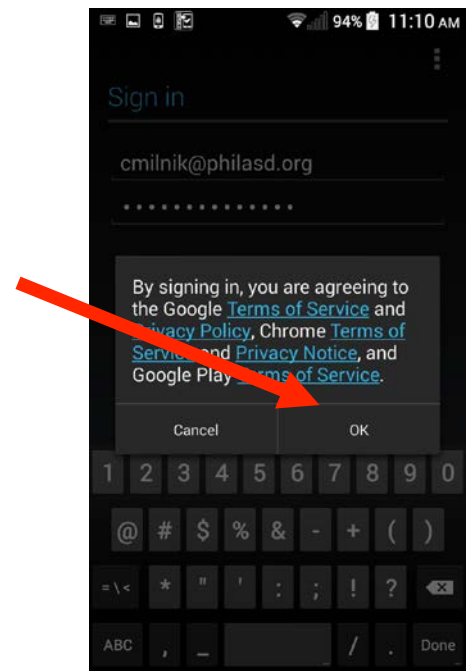 94% 11:10 AM
Sign in
cmilnik@philasd.org
••••••••••••••
By signing in, you are agreeing to
the Google Terms of Service and
Privacy Policy, Chrome Terms of
Service and Privacy Notice, and
Google Play Terms of Service.
Cancel OK
1 2 3 4 5 6 7 8 9 0
@ # $ % & - + ( )
= \ < * " ' : ; ! ?
ABC , _ / . Done